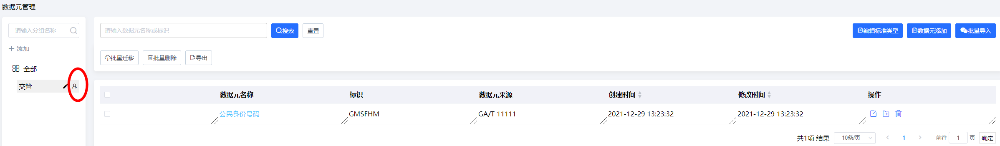 数据元管理
请输入分组名称
添加
全部
交管
请输入数据元名称或标识
搜索
重置
编辑标准类型
数据元添加
批量导入
批量迁移
批量删除
导出
数据元名称 标识 数据元来源 创建时间 修改时间 操作
公民身份号码 GMSFHM GA/T 11111 2021-12-29 13:23:32 2021-12-29 13:23:32
共1项 结果 10条/页 1 前往 1 页 确定